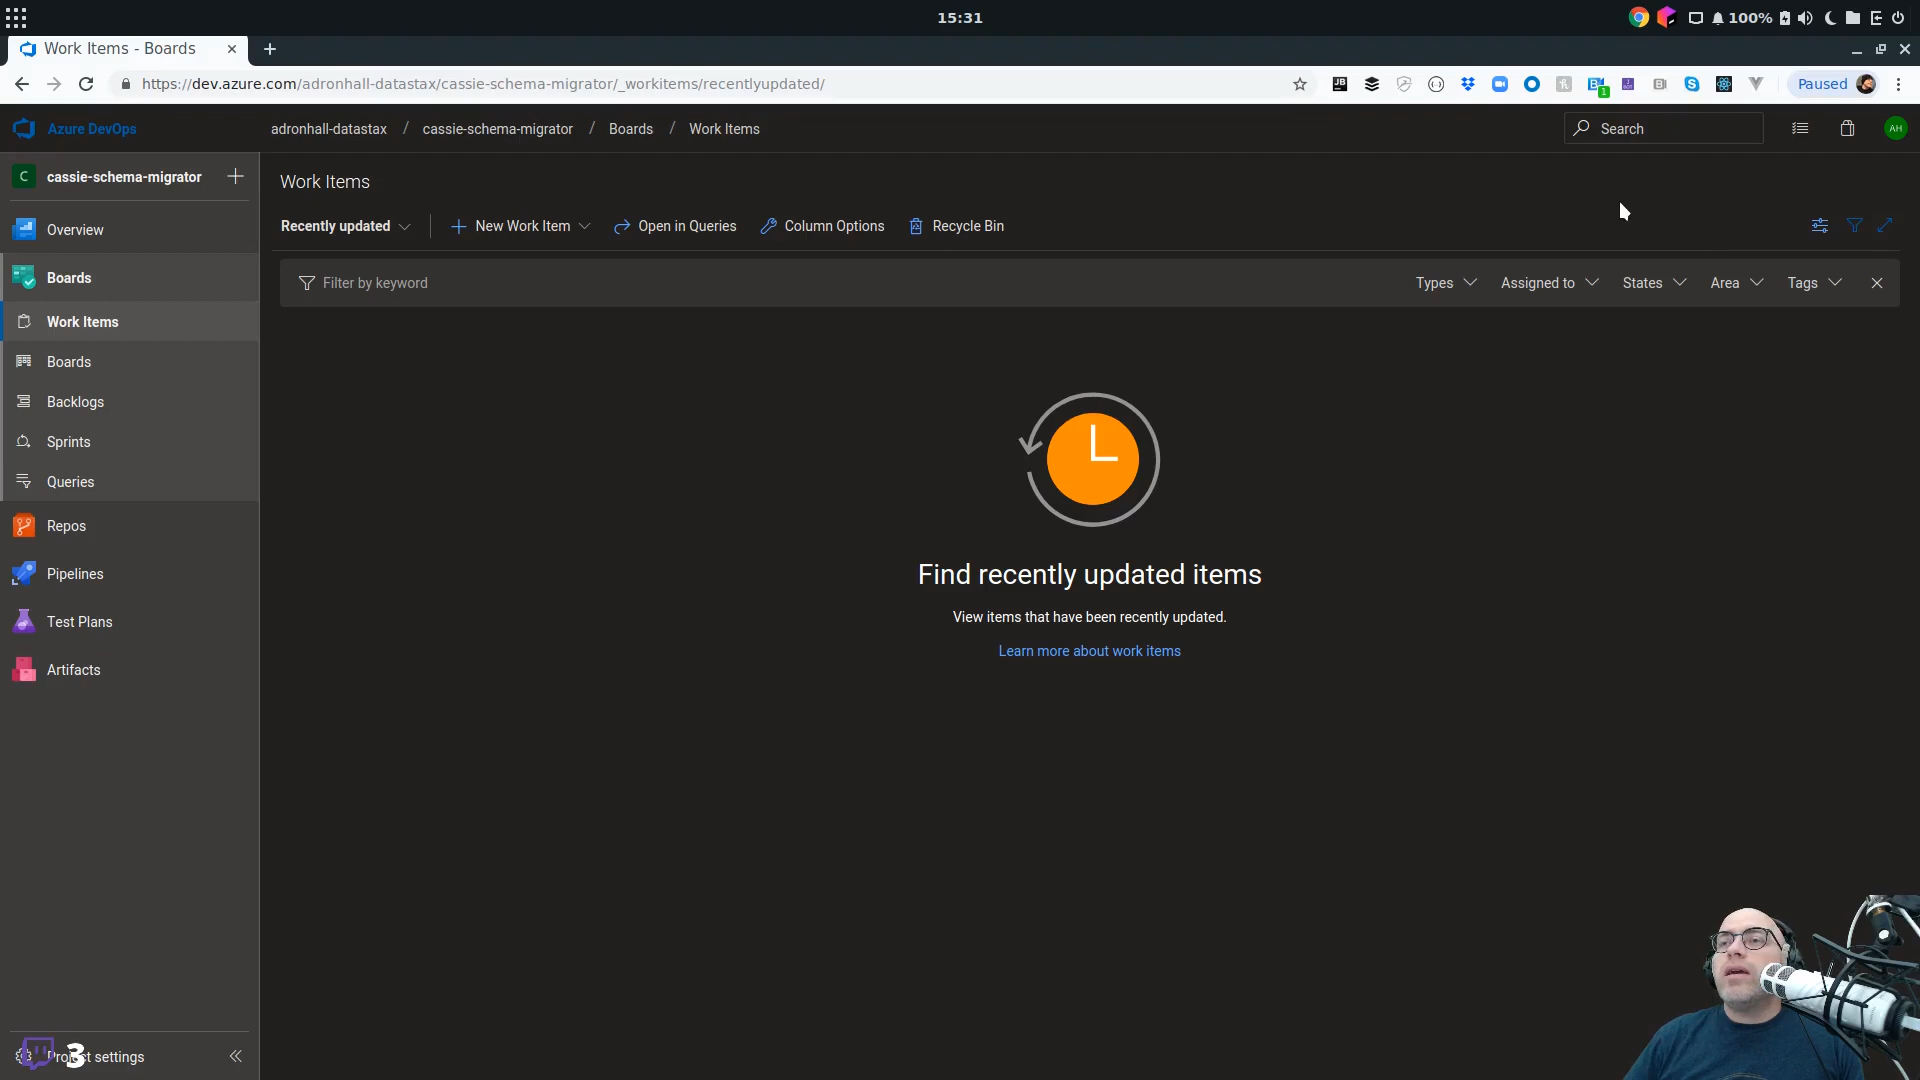 15:31
100%
Work Items - Boards
https://dev.azure.com/adronhall-datastax/cassie-schema-migrator/_workitems/recentlyupdated/
JB
1
Paused
Azure DevOps
adronhall-datastax / cassie-schema-migrator / Boards / Work Items
Search
AH
C cassie-schema-migrator
Work Items
Overview
Recently updated
New Work Item
Open in Queries
Column Options
Recycle Bin
Boards
Filter by keyword
Types
Assigned to
States
Area
Tags
Work Items
Boards
Backlogs
Sprints
Queries
Repos
Pipelines
Test Plans
Artifacts
Find recently updated items
View items that have been recently updated.
Learn more about work items
3
Project settings